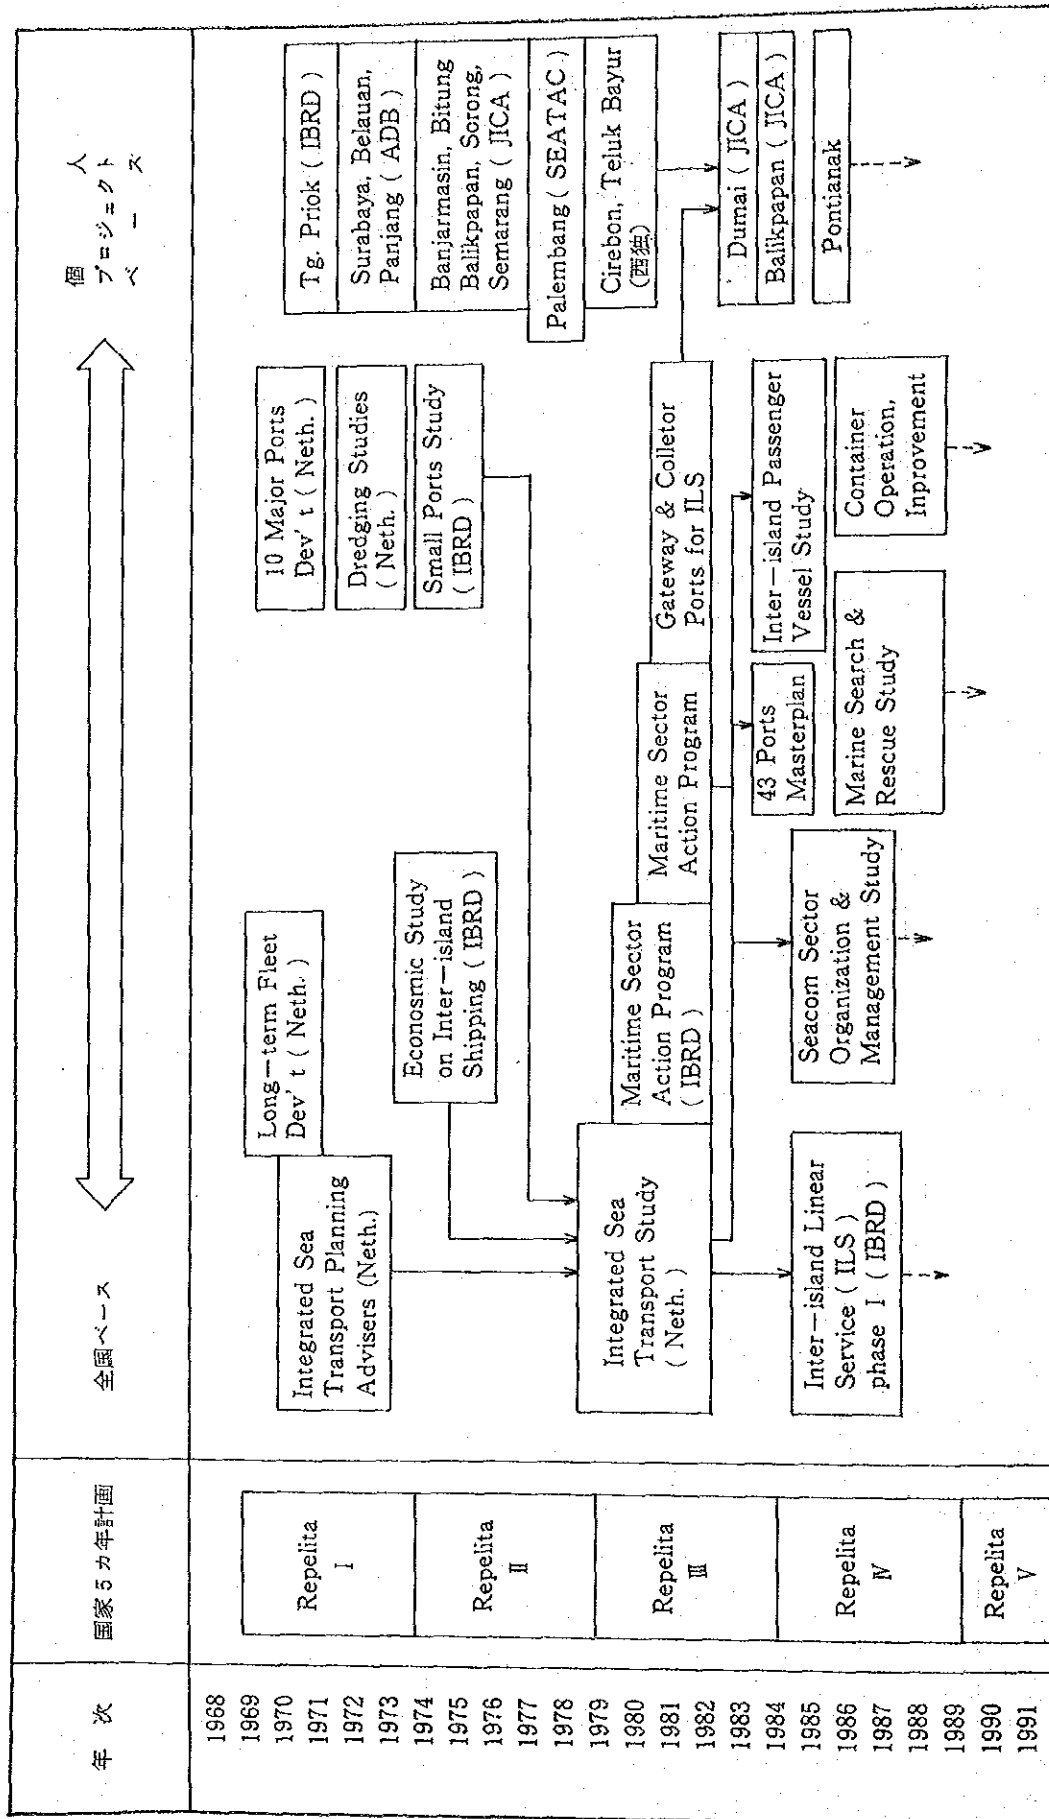 年 次
国家5ヵ年計画
全国ベース
個 人
プロジェクト
ベ ー ス
1968
1969
1970
1971
1972
1973
1974
1975
1976
1977
1978
1979
1980
1981
1982
1983
1984
1985
1986
1987
1988
1989
1990
1991
Repelita
Ⅰ
Repelita
Ⅱ
Repelita
Ⅲ
Repelita
Ⅳ
Repelita
Ⅴ
Long-term Fleet
Dev't ( Neth. )
Integrated Sea
Transport Planning
Advisers (Neth.)
Econosmic Study
on Inter-island
Shipping ( IBRD )
10 Major Ports
Dev't ( Neth. )
Dredging Studies
( Neth. )
Small Ports Study
( IBRD )
Tg. Priok ( IBRD )
Surabaya, Belauan,
Panjang ( ADB )
Banjarmasin, Bitung
Balikpapan, Sorong,
Semarang ( JICA )
Palembang ( SEATAC )
Cirebon, Teluk Bayur
(西独)
Integrated Sea
Transport Study
( Neth. )
Maritime Sector
Action Program
( IBRD )
Maritime Sector
Action Program
Gateway & Colletor
Ports for ILS
Dumai ( JICA )
Balikpapan ( JICA )
Pontianak
Inter-island Linear
Service ( ILS )
phase Ⅰ ( IBRD )
Seacom Sector
Organization &
Management Study
43 Ports
Masterplan
Inter-island Passenger
Vessel Study
Marine Search &
Rescue Study
Container
Operation,
Inprovement